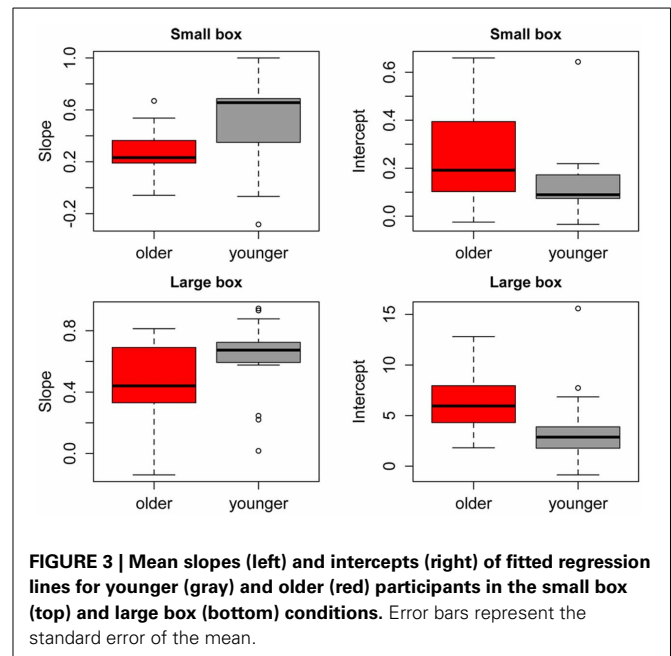 Small box
Slope
-0.2 0.2 0.6 1.0
older younger
Small box
Intercept
0.0 0.2 0.4 0.6
older younger
Large box
Slope
0.0 0.4 0.8
older younger
Large box
Intercept
0 5 10 15
older younger
FIGURE 3 | Mean slopes (left) and intercepts (right) of fitted regression
lines for younger (gray) and older (red) participants in the small box
(top) and large box (bottom) conditions. Error bars represent the
standard error of the mean.